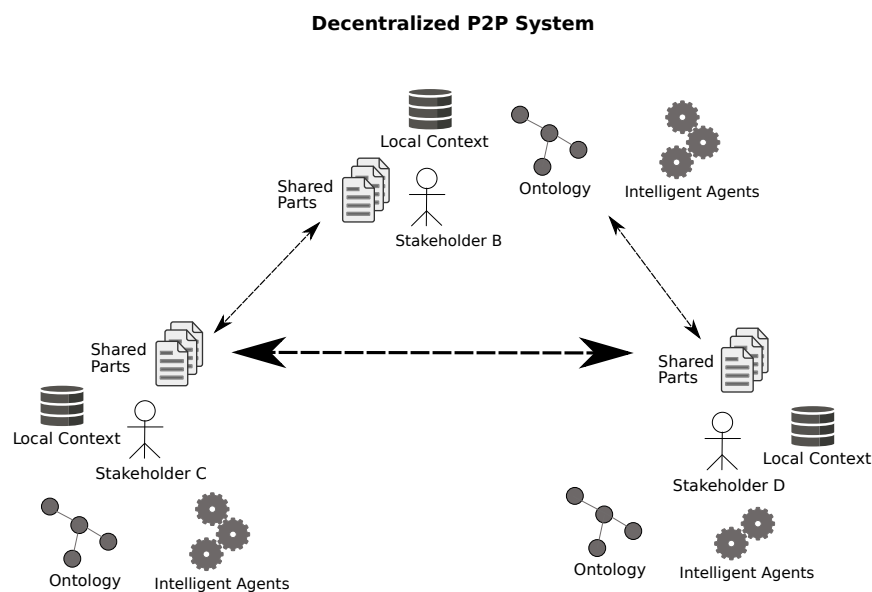 Decentralized P2P System
Local Context
Shared
Parts
Ontology
Intelligent Agents
Stakeholder B
Shared
Parts
Local Context
Stakeholder C
Ontology
Intelligent Agents
Shared
Parts
Local Context
Stakeholder D
Ontology
Intelligent Agents